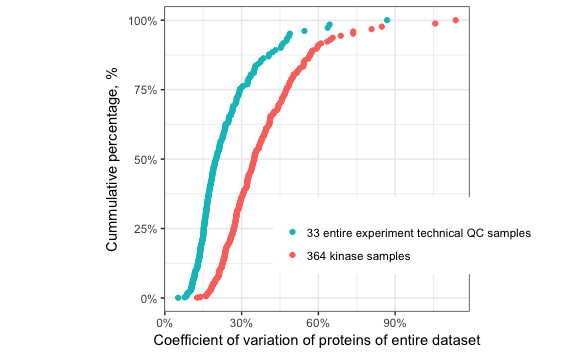 100%
75%
50%
25%
0%
Cummulative percentage, %
33 entire experiment technical QC samples
364 kinase samples
0% 30% 60% 90%
Coefficient of variation of proteins of entire dataset